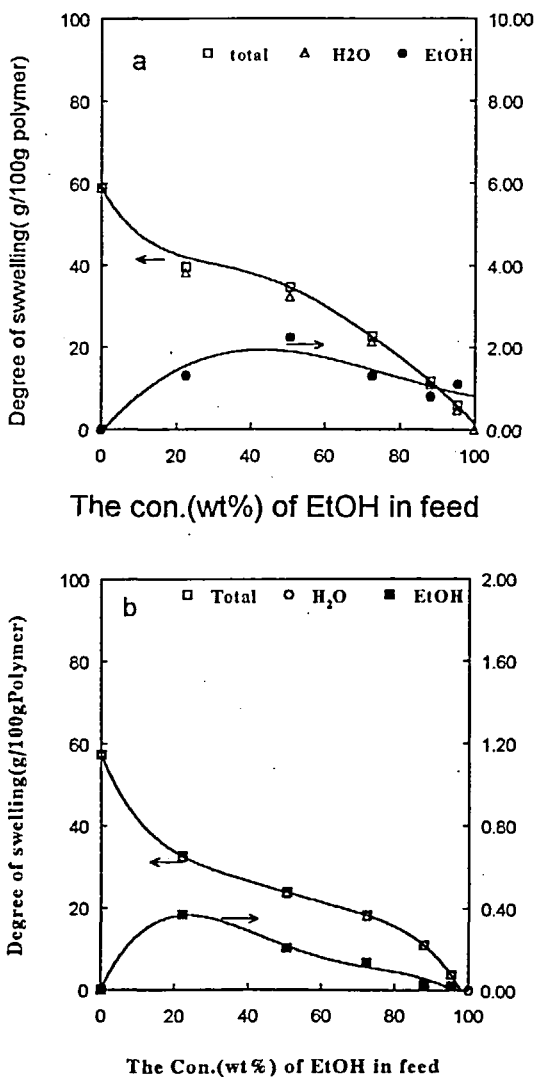 100 10.00
a total H2O EtOH
80 8.00
60 6.00
40 4.00
20 2.00
0 0.00
0 20 40 60 80 100
Degree of swwelling( g/100g polymer)
The con.(wt%) of EtOH in feed
100 2.00
b Total H₂O EtOH
80 1.60
60 1.20
40 0.80
20 0.40
0 0.00
0 20 40 60 80 100
Degree of swelling(g/100gPolymer)
The Con.(wt%) of EtOH in feed